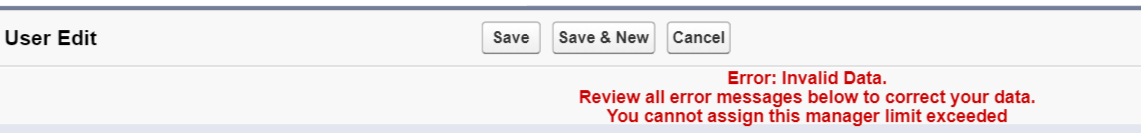 User Edit
Save Save & New Cancel
Error: Invalid Data.
Review all error messages below to correct your data.
You cannot assign this manager limit exceeded